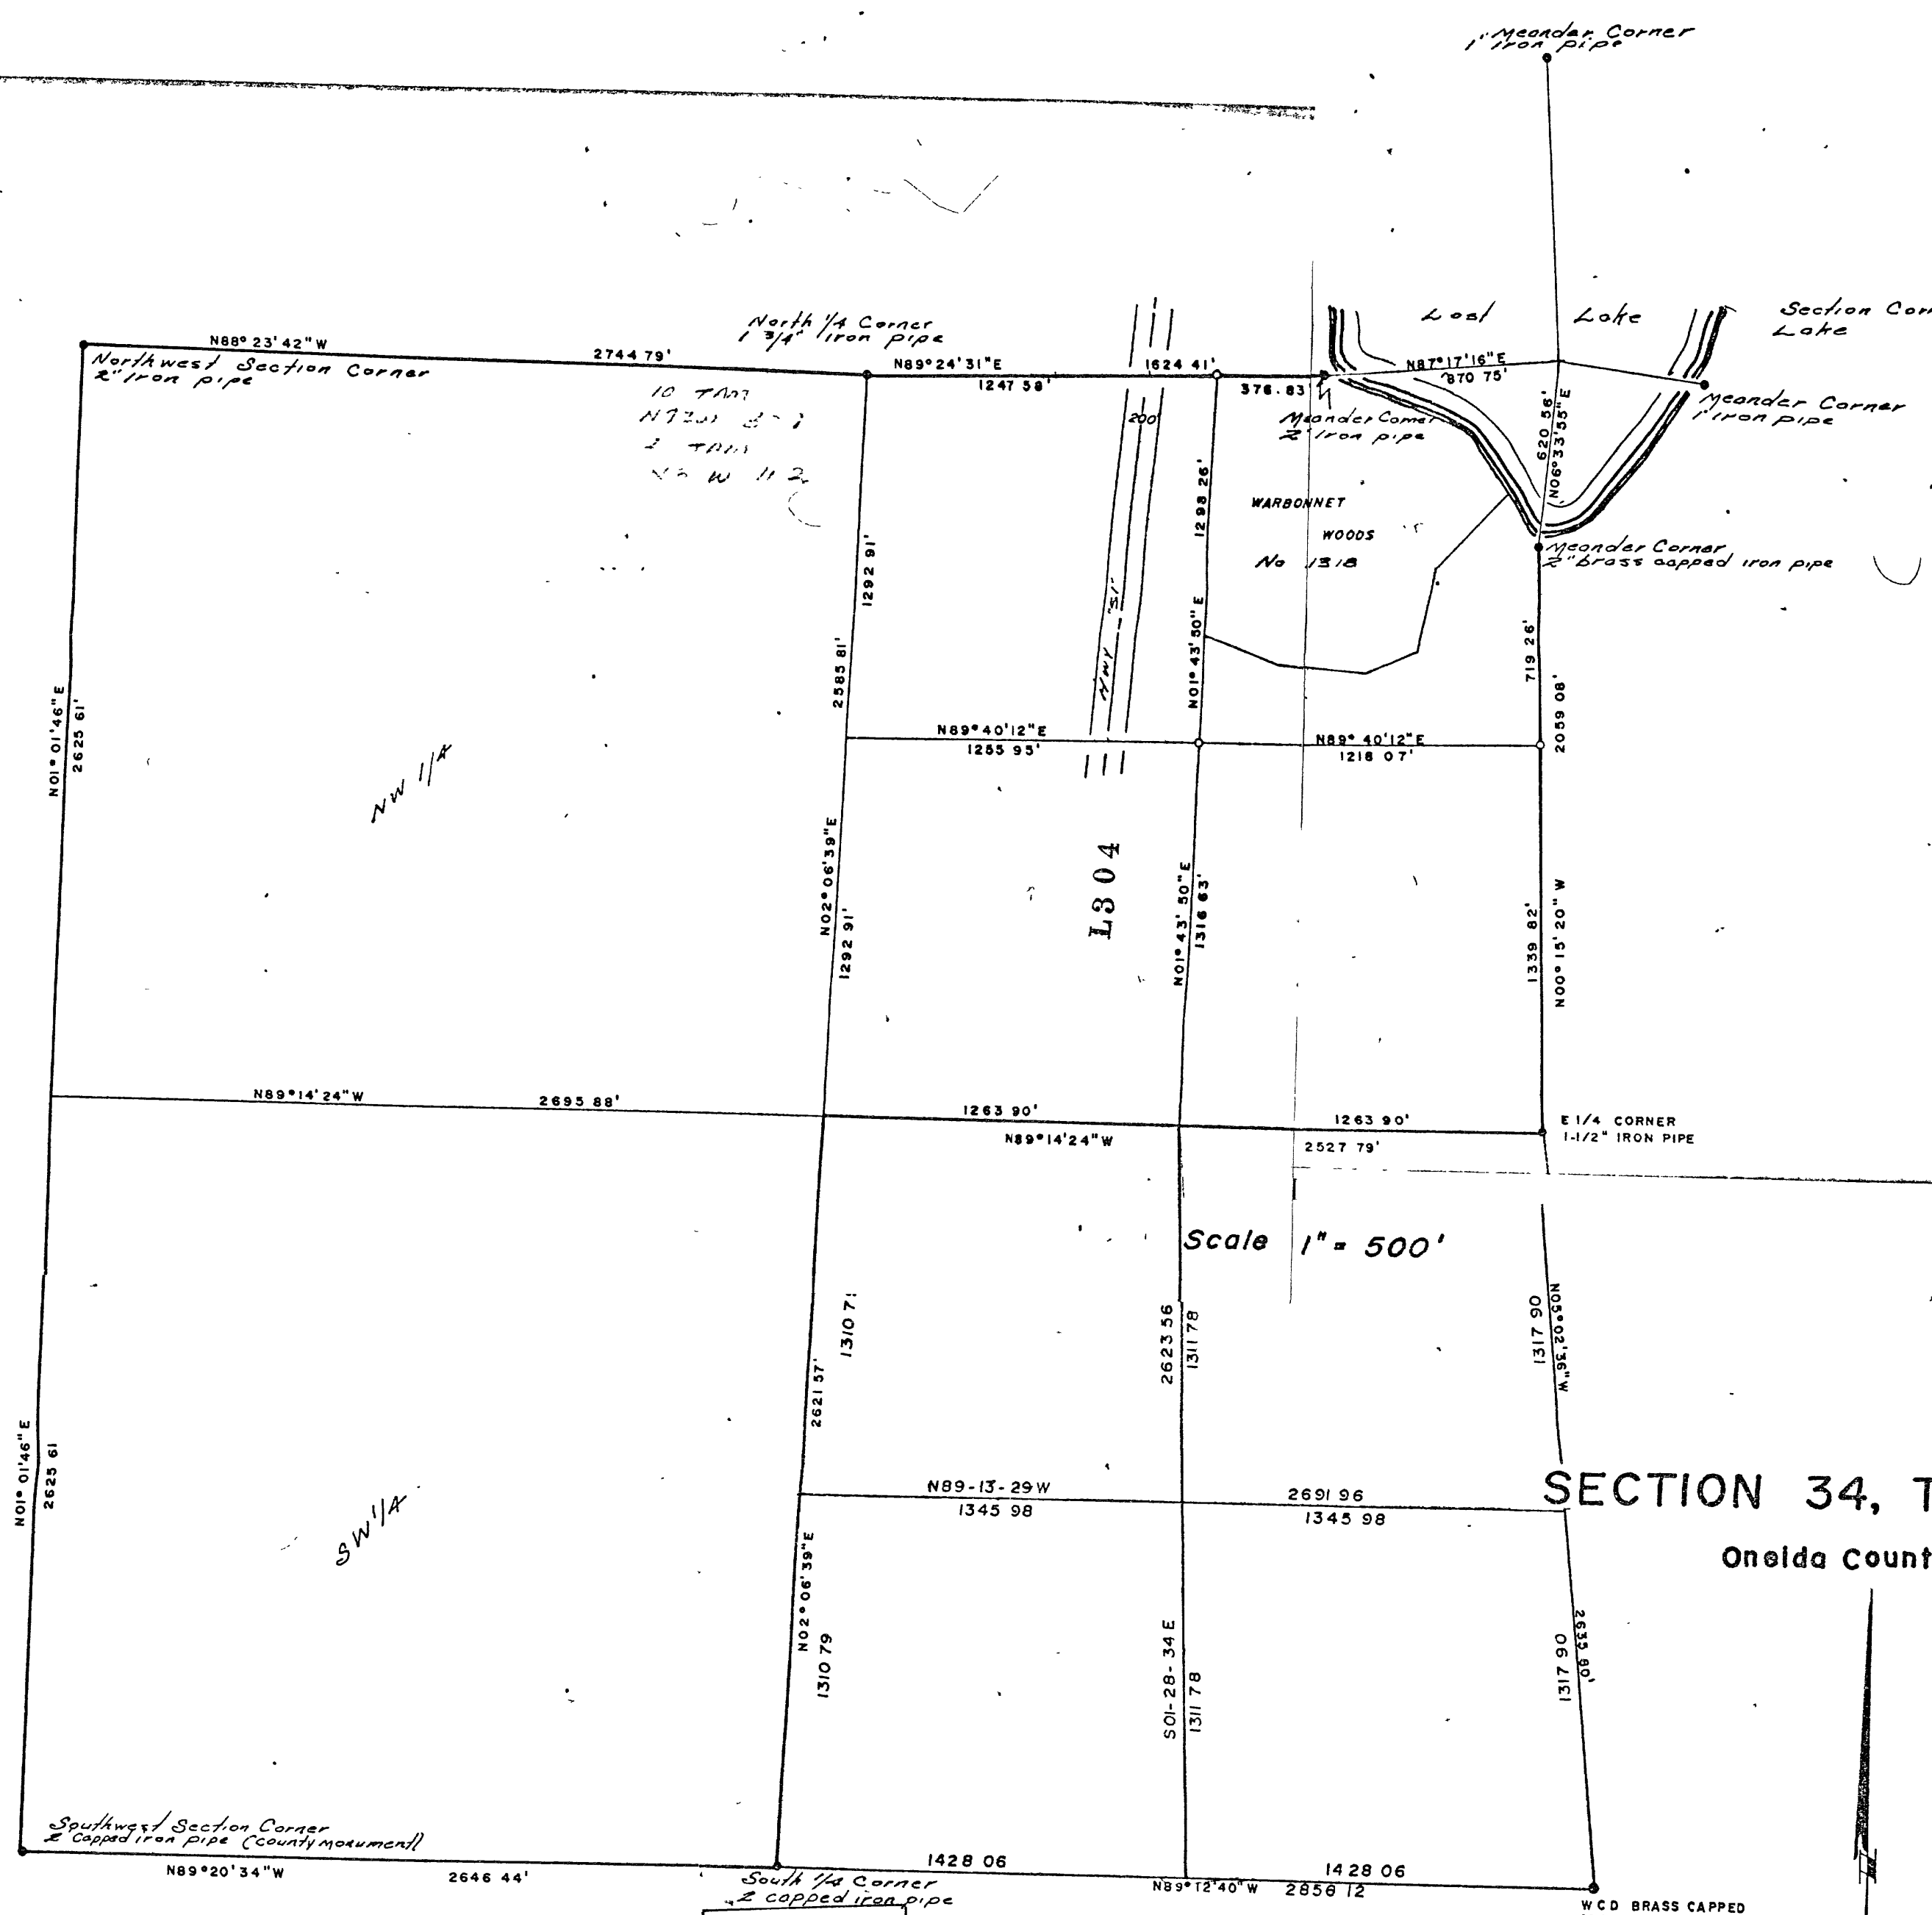 Meander Corner
1" Iron pipe
Lost Lake
Section Cor
Lake
North 1/4 Corner
1 3/4" Iron pipe
N88°23'42"W
2744 79'
Northwest Section Corner
2" Iron pipe
N89°24'31"E
1624 41'
1247 58'
376.83
N87°17'16"E
870 75'
Meander Corner
1" Iron pipe
Meander Corner
2" Iron pipe
200'
620 56'
N06°33'55"E
WARBONNET
WOODS
No 1318
Meander Corner
2" brass capped iron pipe
1292 91'
2585 81'
1298 26'
N01°43'50"E
HWY "51"
719 26'
2059 08'
N01°01'46"E
2625 61'
N89°40'12"E
1255 95'
N89°40'12"E
1218 07'
NW 1/4
N02°06'39"E
1292 91'
L304
N01°43'50"E
1316 63'
1339 82'
N00°15'20"W
N89°14'24"W
2695 88'
1263 90'
N89°14'24"W
1263 90'
2527 79'
E 1/4 CORNER
1-1/2" IRON PIPE
Scale 1"= 500'
1310 71
2621 57'
2623 56
1311 78
1317 90
N05°02'36"W
N01°01'46"E
2625 61
SW 1/4
N89-13-29W
1345 98
2691 96
1345 98
SECTION 34, T
Oneida Count
N02°06'39"E
1310 79
S01-28-34E
1311 78
1317 90
2635 80'
Southwest Section Corner
2 Capped iron pipe (county monument)
N89°20'34"W
2646 44'
1428 06
South 1/4 Corner
2 capped iron pipe
N89°12'40"W
1428 06
2856 12
WCD BRASS CAPPED